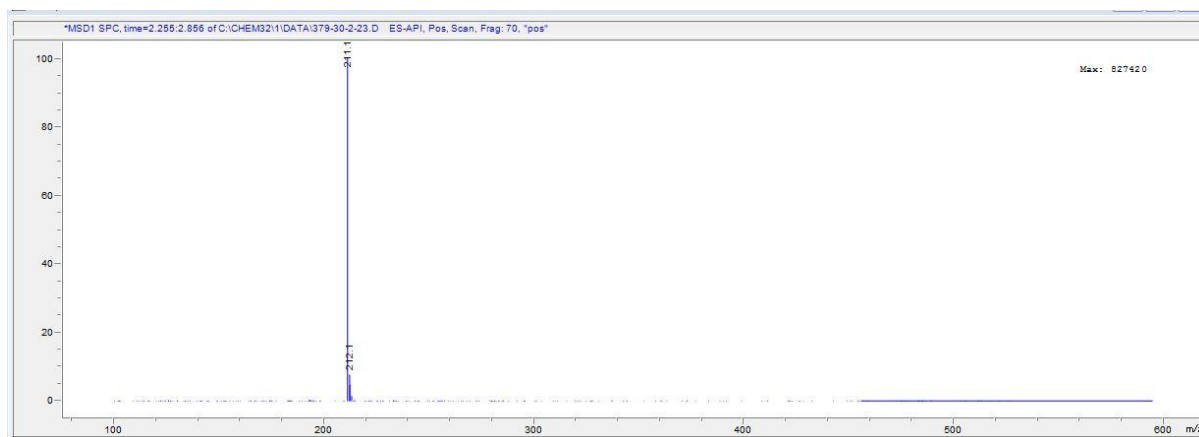 *MSD1 SPC, time=2.255:2.856 of C:\CHEM32\1\DATA\379-30-2-23.D ES-API, Pos, Scan, Frag: 70, "pos"
Max: 827420
100
211.1
80
60
40
20
212.1
0
100 200 300 400 500 600 m/z